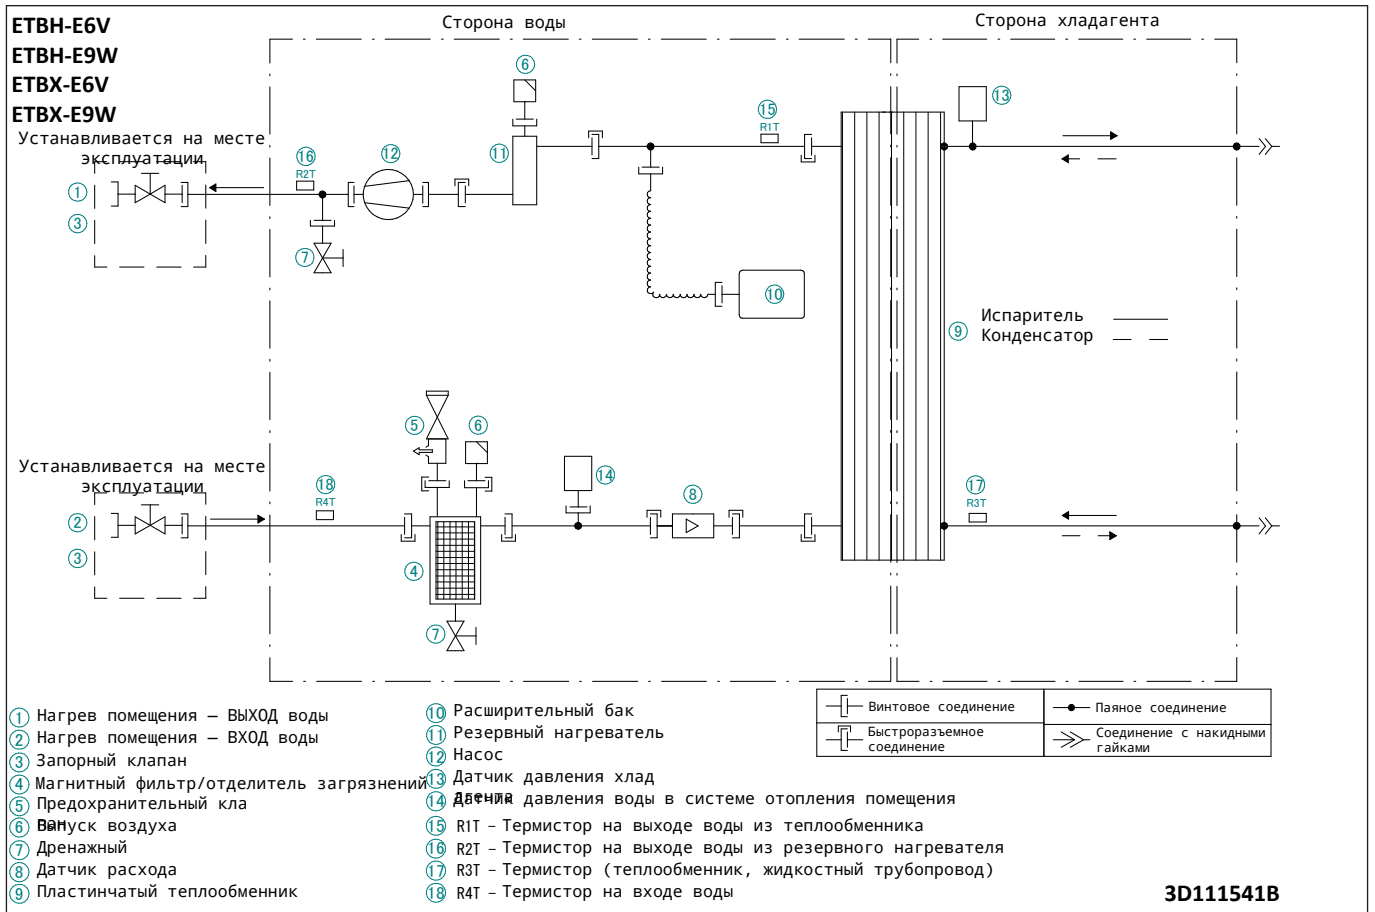 ETBH-E6V
ETBH-E9W
ETBX-E6V
ETBX-E9W
Сторона воды
Сторона хладагента
Устанавливается на месте
эксплуатации
1
3
16
R2T
12
7
11
6
15
R1T
10
13
Испаритель
Конденсатор
9
Устанавливается на месте
эксплуатации
2
3
18
R4T
5
6
4
7
14
8
17
R3T
1 Нагрев помещения – ВЫХОД воды
2 Нагрев помещения – ВХОД воды
3 Запорный клапан
4 Магнитный фильтр/отделитель загрязнений
5 Предохранительный кла
пан
6 Выпуск воздуха
7 Дренажный
8 Датчик расхода
9 Пластинчатый теплообменник
10 Расширительный бак
11 Резервный нагреватель
12 Насос
13 Датчик давления хлад
агента
14 Датчик давления воды в системе отопления помещения
15 R1T – Термистор на выходе воды из теплообменника
16 R2T – Термистор на выходе воды из резервного нагревателя
17 R3T – Термистор (теплообменник, жидкостный трубопровод)
18 R4T – Термистор на входе воды
Винтовое соединение
Паяное соединение
Быстроразъемное
соединение
Соединение с накидными
гайками
3D111541B